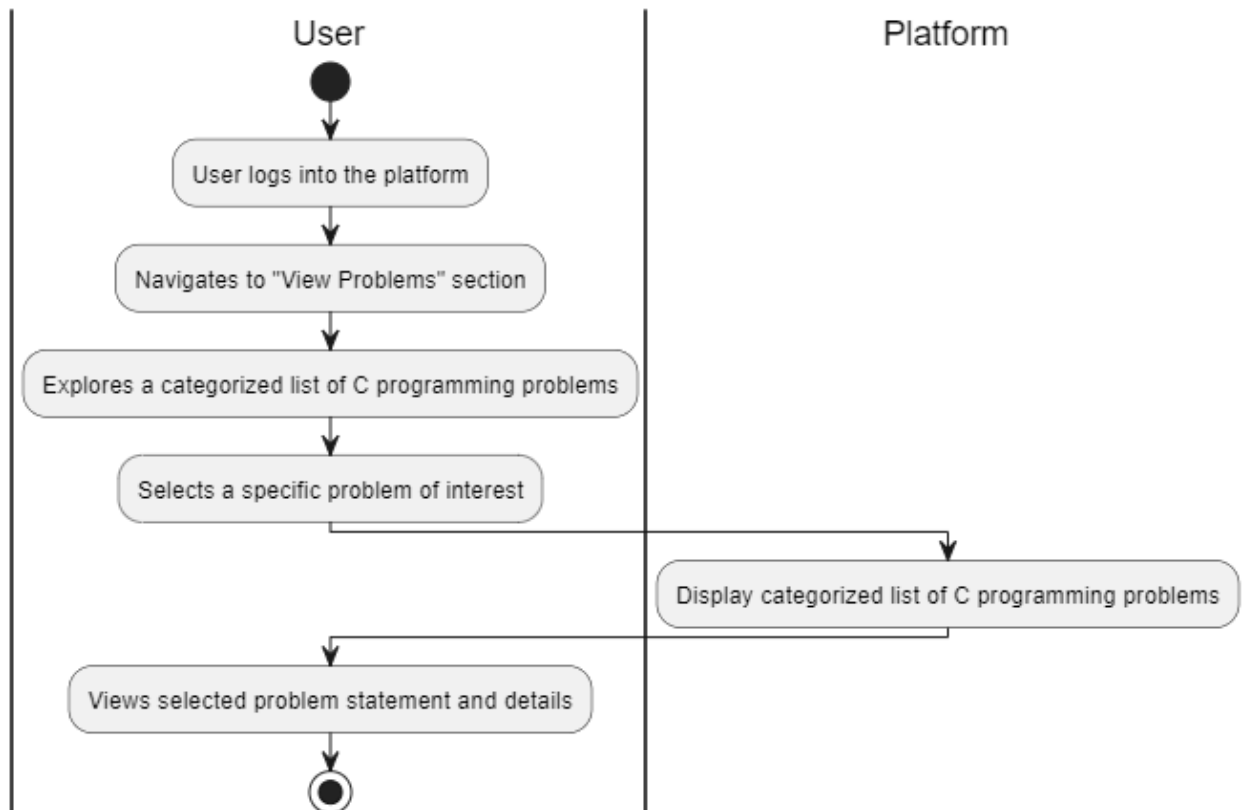 User
Platform
User logs into the platform
Navigates to "View Problems" section
Explores a categorized list of C programming problems
Selects a specific problem of interest
Display categorized list of C programming problems
Views selected problem statement and details